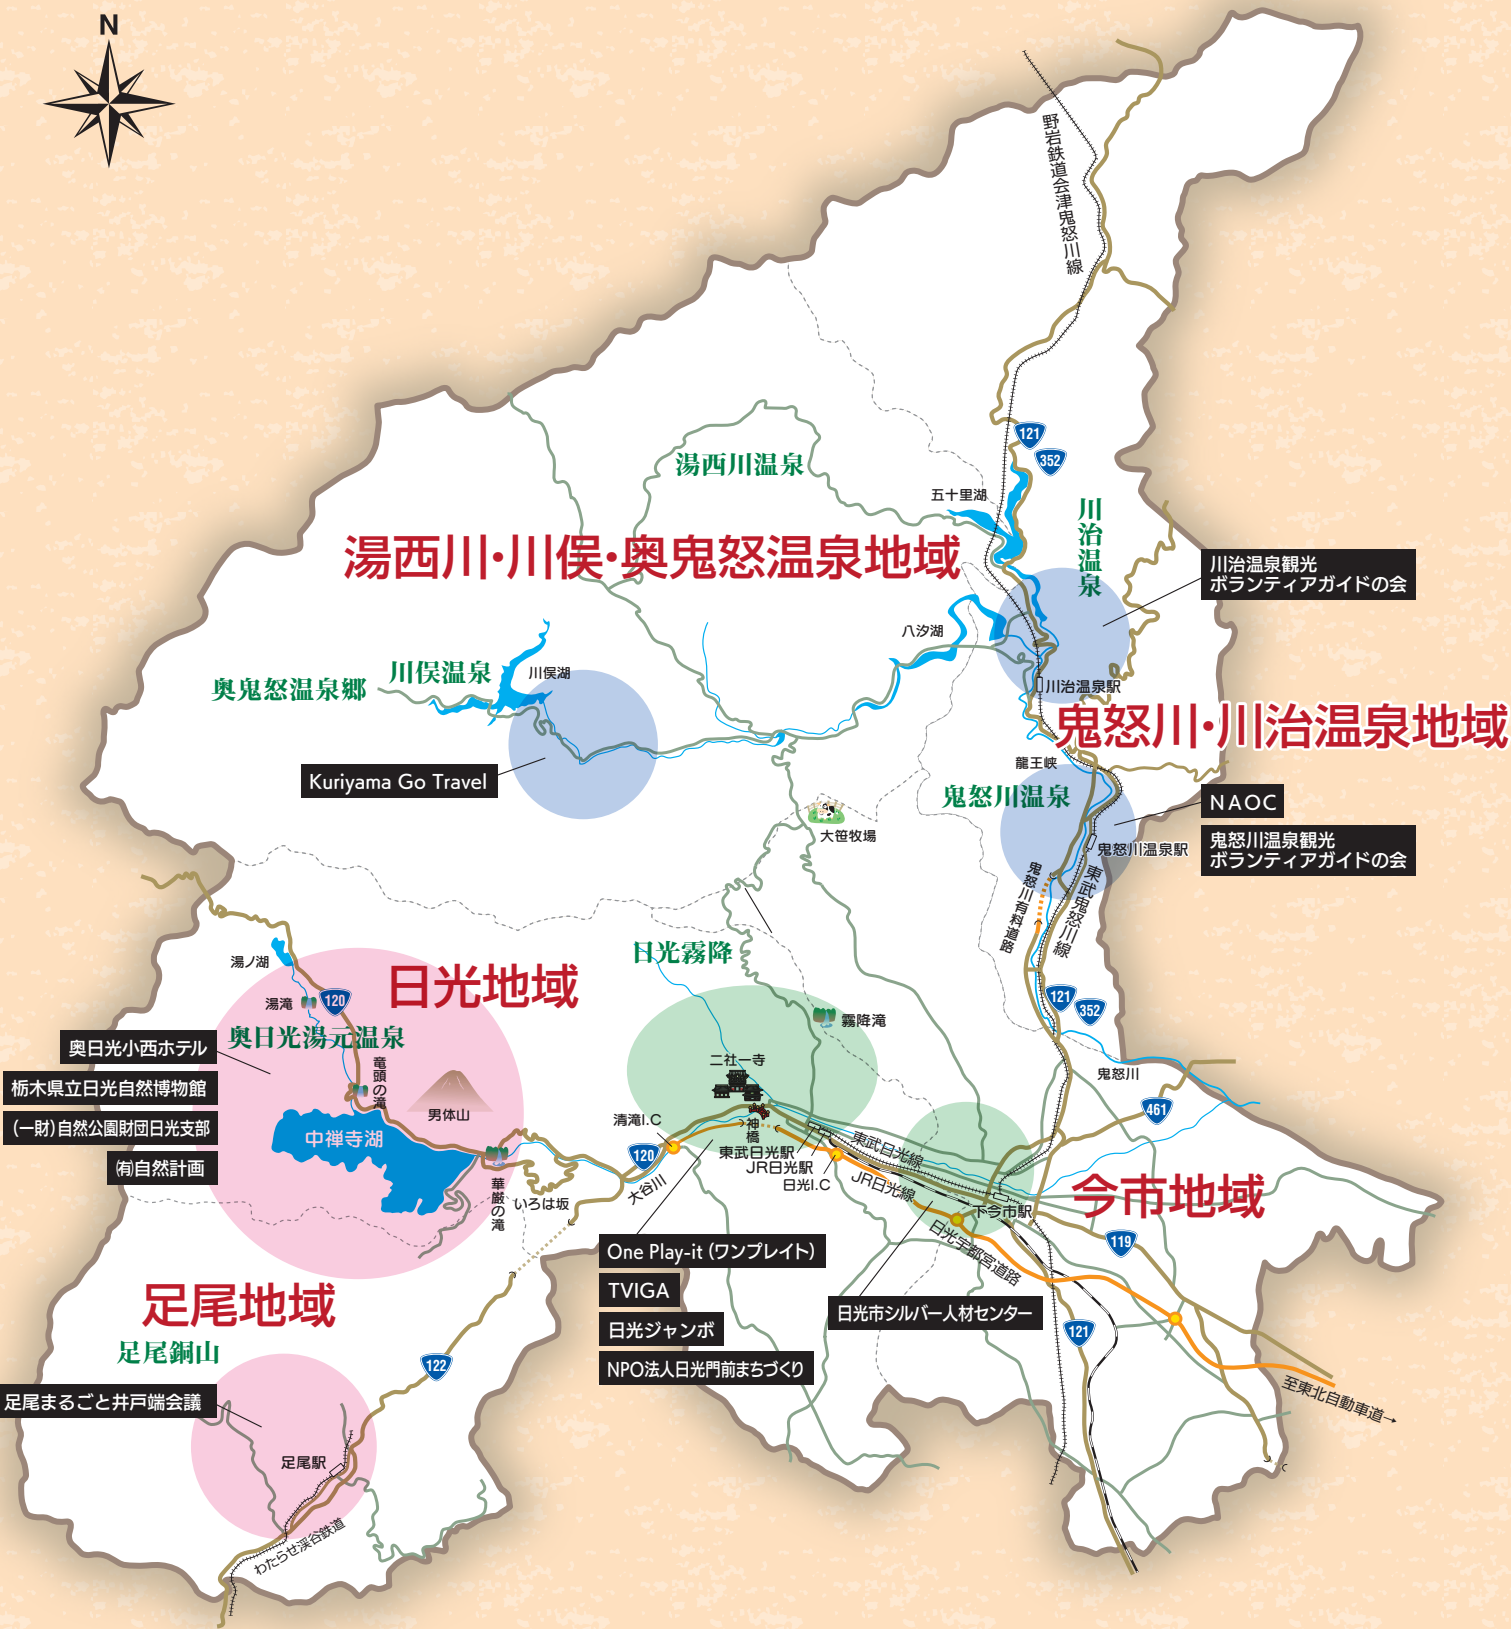 N
野岩鉄道会津鬼怒川線
121
352
湯西川温泉
五十里湖
川治温泉
湯西川・川俣・奥鬼怒温泉地域
川治温泉観光
ボランティアガイドの会
八汐湖
川俣温泉
川俣湖
奥鬼怒温泉郷
川治温泉駅
鬼怒川・川治温泉地域
龍王峡
Kuriyama Go Travel
鬼怒川温泉
NAOC
大笹牧場
鬼怒川温泉駅
鬼怒川温泉観光
ボランティアガイドの会
鬼怒川有料道路
東武鬼怒川線
日光霧降
湯ノ湖
日光地域
湯滝
120
121
352
霧降滝
奥日光湯元温泉
奥日光小西ホテル
二社一寺
竜頭の滝
鬼怒川
栃木県立日光自然博物館
男体山
461
(一財)自然公園財団日光支部
清滝I.C
神橋
中禅寺湖
東武日光線
120
東武日光駅
JR日光駅
㈲自然計画
日光I.C
JR日光線
大谷川
華厳の滝
いろは坂
今市地域
下今市駅
日光宇都宮道路
119
One Play-it (ワンプレイト)
TVIGA
足尾地域
日光市シルバー人材センター
日光ジャンボ
121
足尾銅山
122
NPO法人日光門前まちづくり
至東北自動車道→
足尾まるごと井戸端会議
足尾駅
わたらせ渓谷鉄道